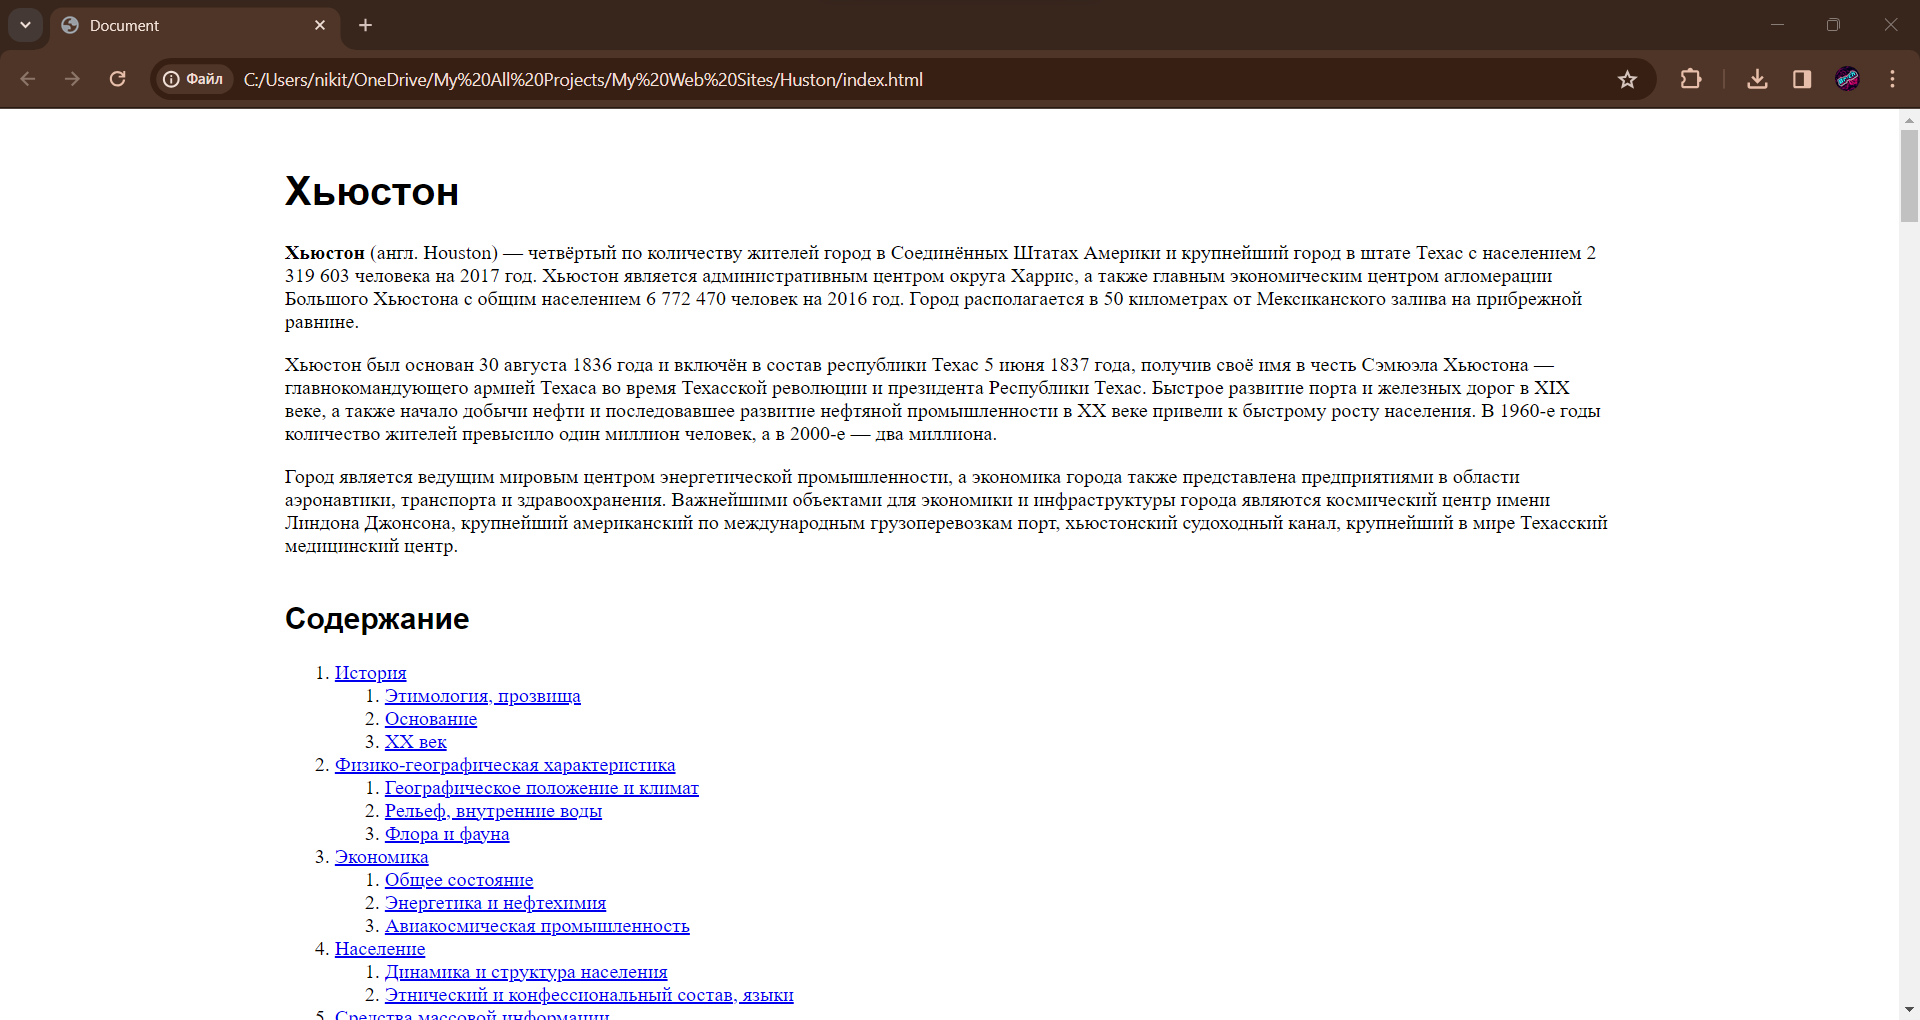 Document
Файл C:/Users/nikit/OneDrive/My%20All%20Projects/My%20Web%20Sites/Huston/index.html
Хьюстон
Хьюстон (англ. Houston) — четвёртый по количеству жителей город в Соединённых Штатах Америки и крупнейший город в штате Техас с населением 2
319 603 человека на 2017 год. Хьюстон является административным центром округа Харрис, а также главным экономическим центром агломерации
Большого Хьюстона с общим населением 6 772 470 человек на 2016 год. Город располагается в 50 километрах от Мексиканского залива на прибрежной
равнине.
Хьюстон был основан 30 августа 1836 года и включён в состав республики Техас 5 июня 1837 года, получив своё имя в честь Сэмюэла Хьюстона —
главнокомандующего армией Техаса во время Техасской революции и президента Республики Техас. Быстрое развитие порта и железных дорог в XIX
веке, а также начало добычи нефти и последовавшее развитие нефтяной промышленности в XX веке привели к быстрому росту населения. В 1960-е годы
количество жителей превысило один миллион человек, а в 2000-е — два миллиона.
Город является ведущим мировым центром энергетической промышленности, а экономика города также представлена предприятиями в области
аэронавтики, транспорта и здравоохранения. Важнейшими объектами для экономики и инфраструктуры города являются космический центр имени
Линдона Джонсона, крупнейший американский по международным грузоперевозкам порт, хьюстонский судоходный канал, крупнейший в мире Техасский
медицинский центр.
Содержание
1. История
1. Этимология, прозвища
2. Основание
3. XX век
2. Физико-географическая характеристика
1. Географическое положение и климат
2. Рельеф, внутренние воды
3. Флора и фауна
3. Экономика
1. Общее состояние
2. Энергетика и нефтехимия
3. Авиакосмическая промышленность
4. Население
1. Динамика и структура населения
2. Этнический и конфессиональный состав, языки
5. Средства массовой информации